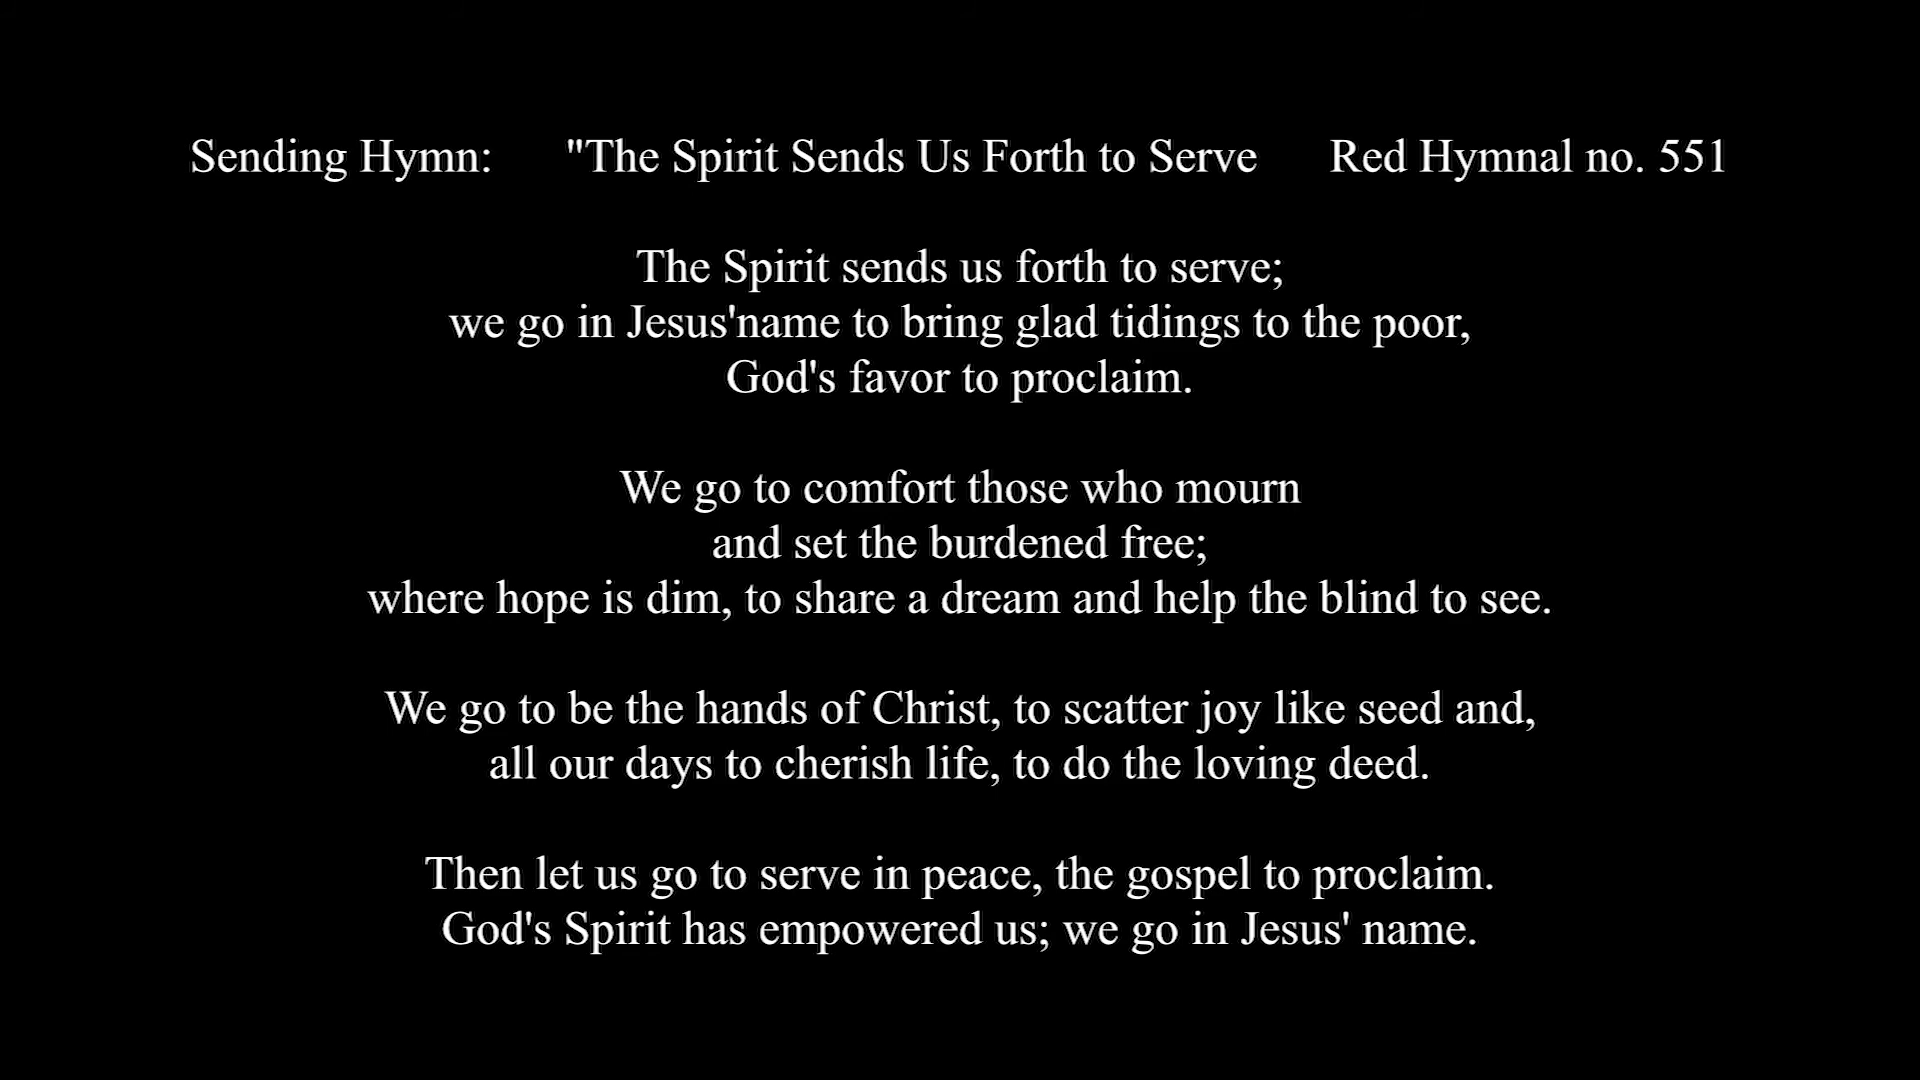 Sending Hymn: "The Spirit Sends Us Forth to Serve Red Hymnal no. 551
The Spirit sends us forth to serve;
we go in Jesus'name to bring glad tidings to the poor,
God's favor to proclaim.
We go to comfort those who mourn
and set the burdened free;
where hope is dim, to share a dream and help the blind to see.
We go to be the hands of Christ, to scatter joy like seed and,
all our days to cherish life, to do the loving deed.
Then let us go to serve in peace, the gospel to proclaim.
God's Spirit has empowered us; we go in Jesus' name.